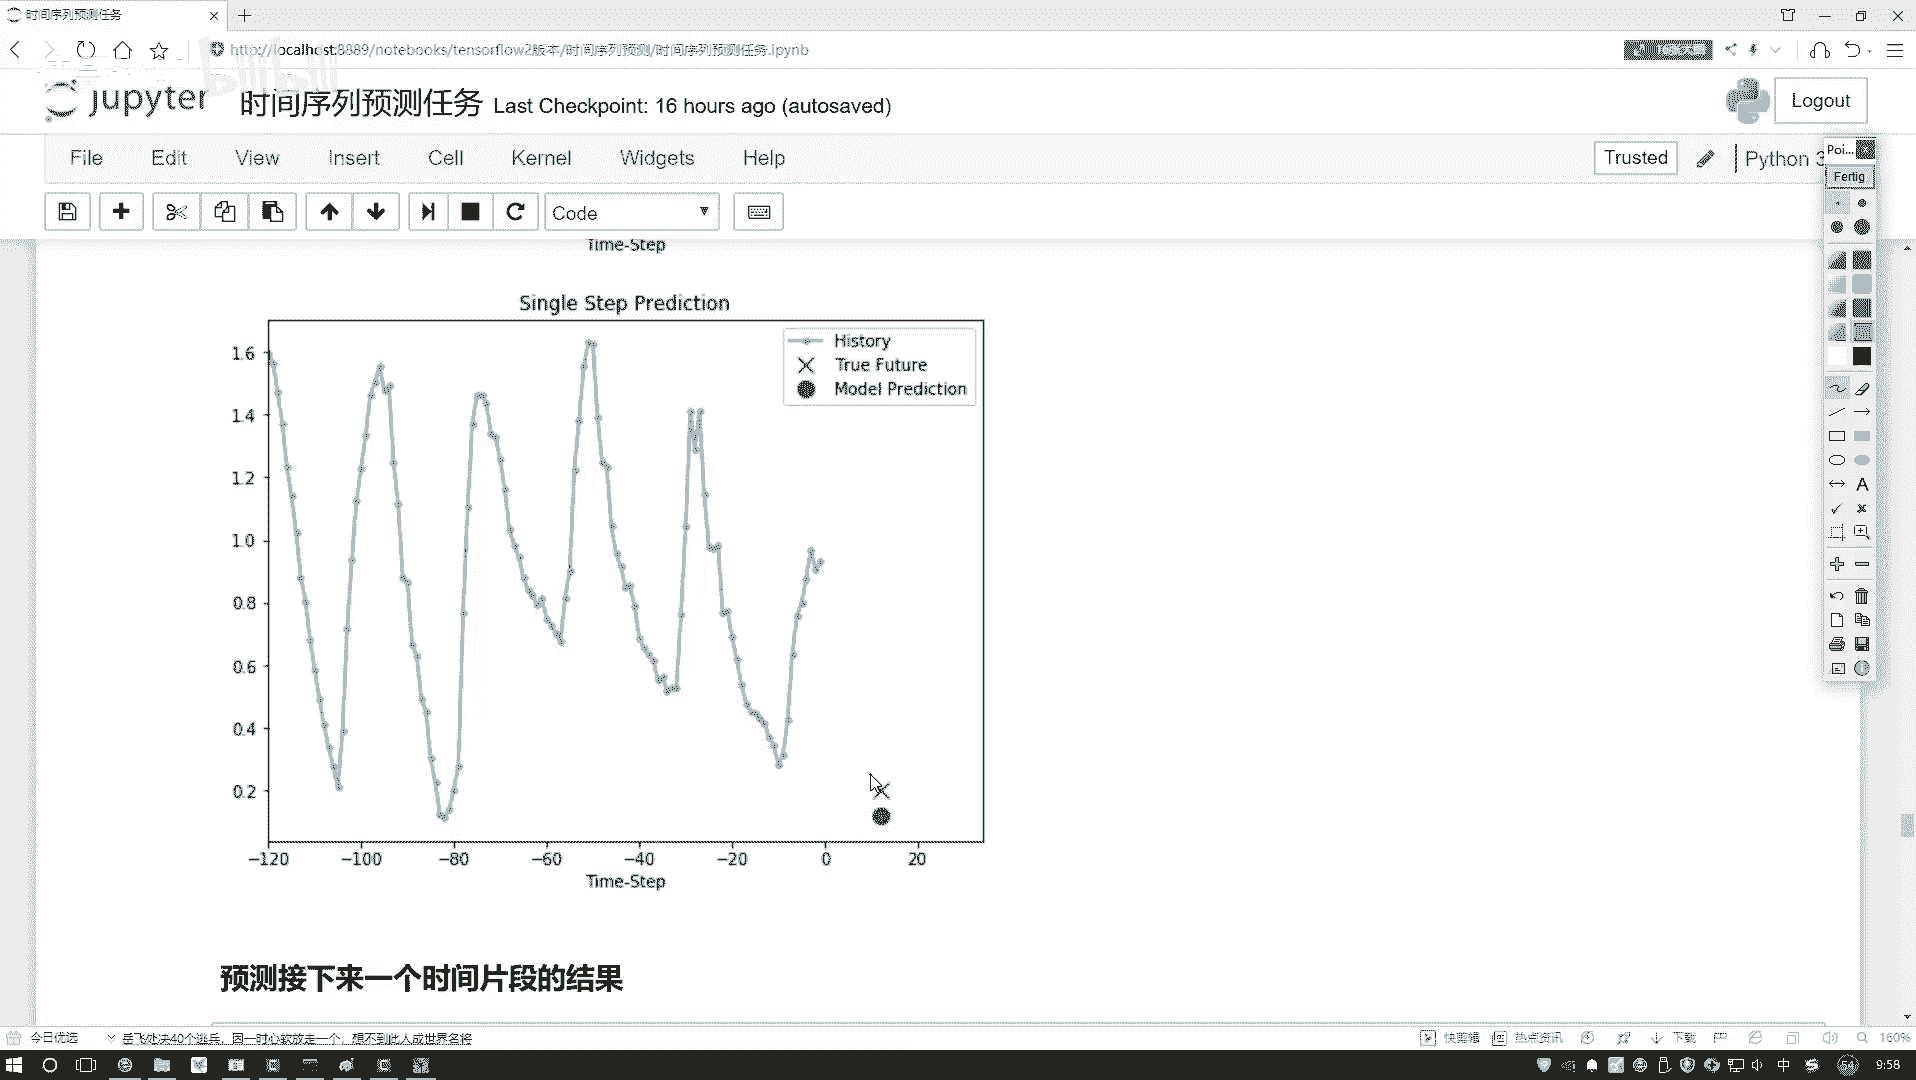 时间序列预测任务
http://localhost:8889/notebooks/tensorflow2版本/时间序列预测/时间序列预测任务.ipynb
bilibili
jupyter 时间序列预测任务 Last Checkpoint: 16 hours ago (autosaved)
Logout
File Edit View Insert Cell Kernel Widgets Help
Trusted
Python 3
Poi...
Fertig
Code
Time-Step
Single Step Prediction
History
True Future
Model Prediction
1.6
1.4
1.2
1.0
0.8
0.6
0.4
0.2
−120 −100 −80 −60 −40 −20 0 20
Time-Step
A
预测接下来一个时间片段的结果
今日优选 岳飞处决40个逃兵，因一时心软放走一个，想不到此人成世界名将
快剪辑 热点资讯 下载 160%
中 54 9:58